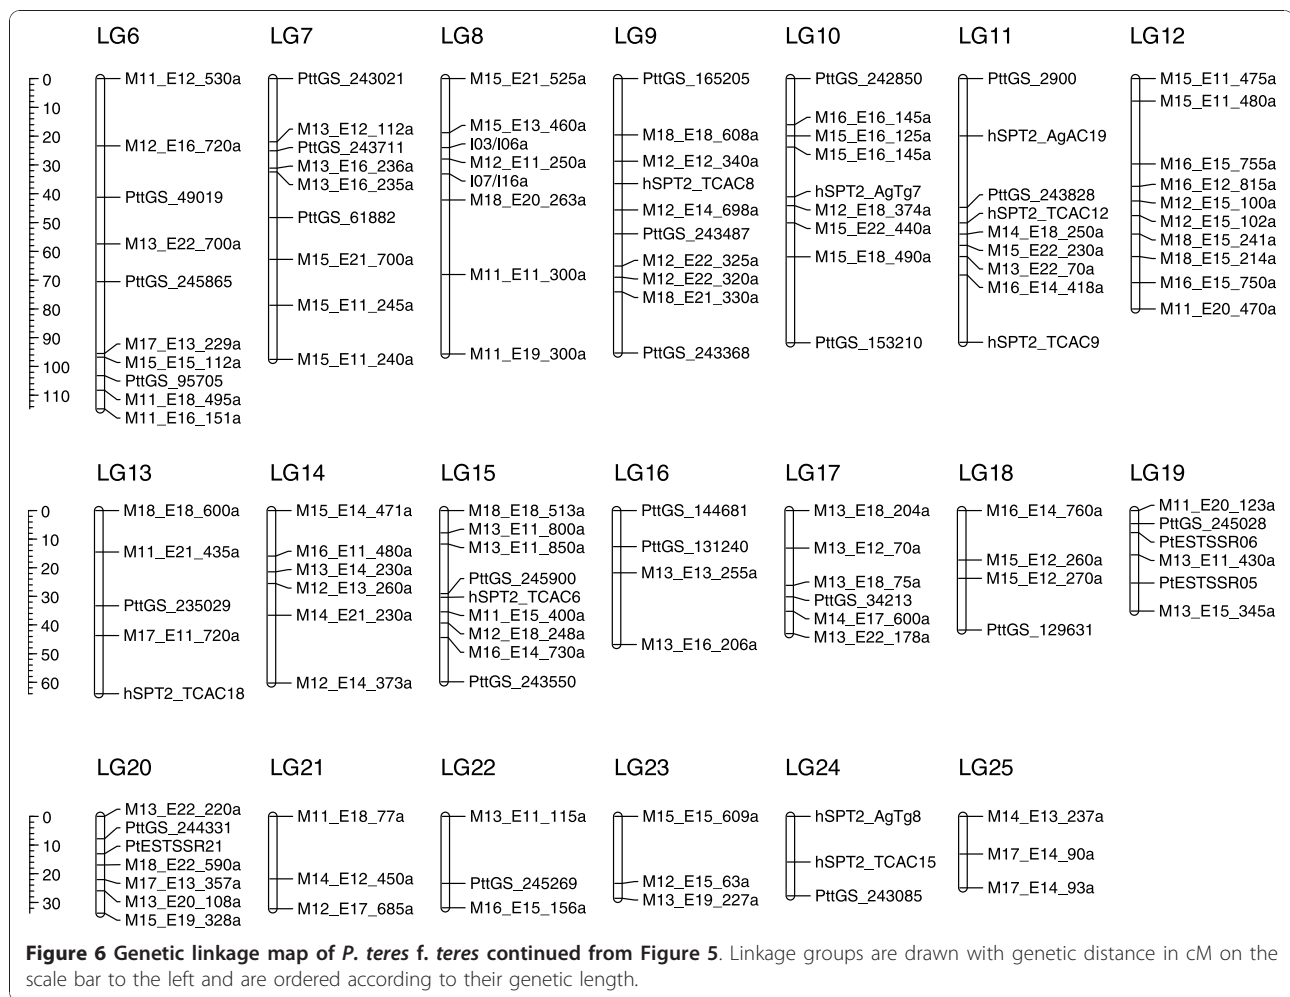 LG6 LG7 LG8 LG9 LG10 LG11 LG12
0
10
20
30
40
50
60
70
80
90
100
110
M11_E12_530a
M12_E16_720a
PttGS_49019
M13_E22_700a
PttGS_245865
M17_E13_229a
M15_E15_112a
PttGS_95705
M11_E18_495a
M11_E16_151a
PttGS_243021
M13_E12_112a
PttGS_243711
M13_E16_236a
M13_E16_235a
PttGS_61882
M15_E21_700a
M15_E11_245a
M15_E11_240a
M15_E21_525a
M15_E13_460a
I03/I06a
M12_E11_250a
I07/I16a
M18_E20_263a
M11_E11_300a
M11_E19_300a
PttGS_165205
M18_E18_608a
M12_E12_340a
hSPT2_TCAC8
M12_E14_698a
PttGS_243487
M12_E22_325a
M12_E22_320a
M18_E21_330a
PttGS_243368
PttGS_242850
M16_E16_145a
M15_E16_125a
M15_E16_145a
hSPT2_AgTg7
M12_E18_374a
M15_E22_440a
M15_E18_490a
PttGS_153210
PttGS_2900
hSPT2_AgAC19
PttGS_243828
hSPT2_TCAC12
M14_E18_250a
M15_E22_230a
M13_E22_70a
M16_E14_418a
hSPT2_TCAC9
M15_E11_475a
M15_E11_480a
M16_E15_755a
M16_E12_815a
M12_E15_100a
M12_E15_102a
M18_E15_241a
M18_E15_214a
M16_E15_750a
M11_E20_470a
LG13 LG14 LG15 LG16 LG17 LG18 LG19
0
10
20
30
40
50
60
M18_E18_600a
M11_E21_435a
PttGS_235029
M17_E11_720a
hSPT2_TCAC18
M15_E14_471a
M16_E11_480a
M13_E14_230a
M12_E13_260a
M14_E21_230a
M12_E14_373a
M18_E18_513a
M13_E11_800a
M13_E11_850a
PttGS_245900
hSPT2_TCAC6
M11_E15_400a
M12_E18_248a
M16_E14_730a
PttGS_243550
PttGS_144681
PttGS_131240
M13_E13_255a
M13_E16_206a
M13_E18_204a
M13_E12_70a
M13_E18_75a
PttGS_34213
M14_E17_600a
M13_E22_178a
M16_E14_760a
M15_E12_260a
M15_E12_270a
PttGS_129631
M11_E20_123a
PttGS_245028
PtESTSSR06
M13_E11_430a
PtESTSSR05
M13_E15_345a
LG20 LG21 LG22 LG23 LG24 LG25
0
10
20
30
M13_E22_220a
PttGS_244331
PtESTSSR21
M18_E22_590a
M17_E13_357a
M13_E20_108a
M15_E19_328a
M11_E18_77a
M14_E12_450a
M12_E17_685a
M13_E11_115a
PttGS_245269
M16_E15_156a
M15_E15_609a
M12_E15_63a
M13_E19_227a
hSPT2_AgTg8
hSPT2_TCAC15
PttGS_243085
M14_E13_237a
M17_E14_90a
M17_E14_93a
Figure 6 Genetic linkage map of P. teres f. teres continued from Figure 5. Linkage groups are drawn with genetic distance in cM on the
scale bar to the left and are ordered according to their genetic length.